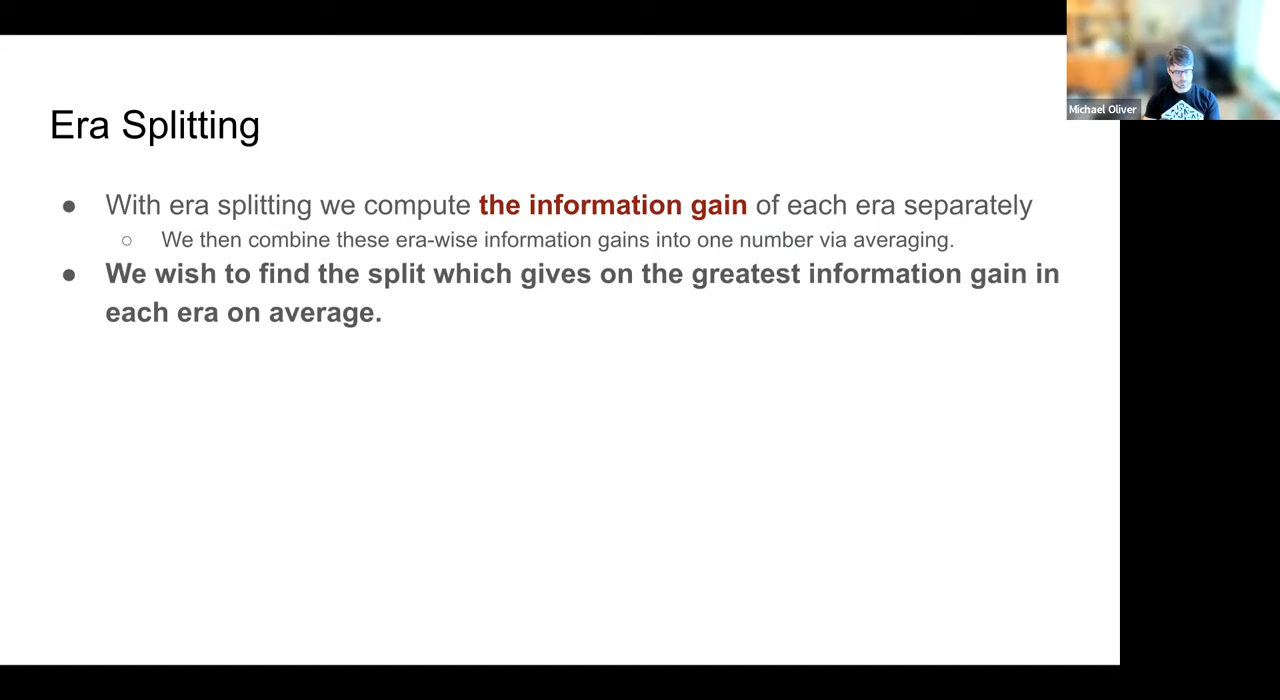 Michael Oliver
Era Splitting
● With era splitting we compute the information gain of each era separately
○ We then combine these era-wise information gains into one number via averaging.
● We wish to find the split which gives on the greatest information gain in
each era on average.